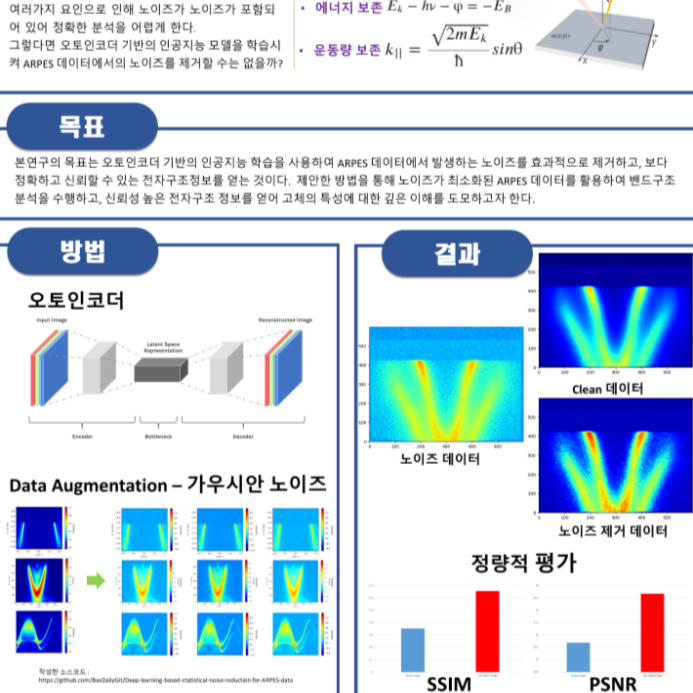 여러가지 요인으로 인해 노이즈가 노이즈가 포함되
어 있어 정확한 분석을 어렵게 한다.
그렇다면 오토인코더 기반의 인공지능 모델을 학습시
켜 ARPES 데이터에서의 노이즈를 제거할 수는 없을까?
• 에너지 보존 E_k − hν − φ = −E_B
• 운동량 보존 k_|| = √(2mE_k) / ħ sinθ
sample
φ
x
y
목표
본연구의 목표는 오토인코더 기반의 인공지능 학습을 사용하여 ARPES 데이터에서 발생하는 노이즈를 효과적으로 제거하고, 보다
정확하고 신뢰할 수 있는 전자구조정보를 얻는 것이다. 제안한 방법을 통해 노이즈가 최소화된 ARPES 데이터를 활용하여 밴드구조
분석을 수행하고, 신뢰성 높은 전자구조 정보를 얻어 고체의 특성에 대한 깊은 이해를 도모하고자 한다.
방법
오토인코더
Input Image
Latent Space
Representation
Reconstructed Image
Encoder
Bottleneck
Decoder
Data Augmentation – 가우시안 노이즈
작성한 소스코드 :
https://github.com/BaxDailyGit/Deep-learning-based-statistical-noise-reduction-for-ARPES-data
결과
노이즈 데이터
Clean 데이터
노이즈 제거 데이터
정량적 평가
SSIM
PSNR